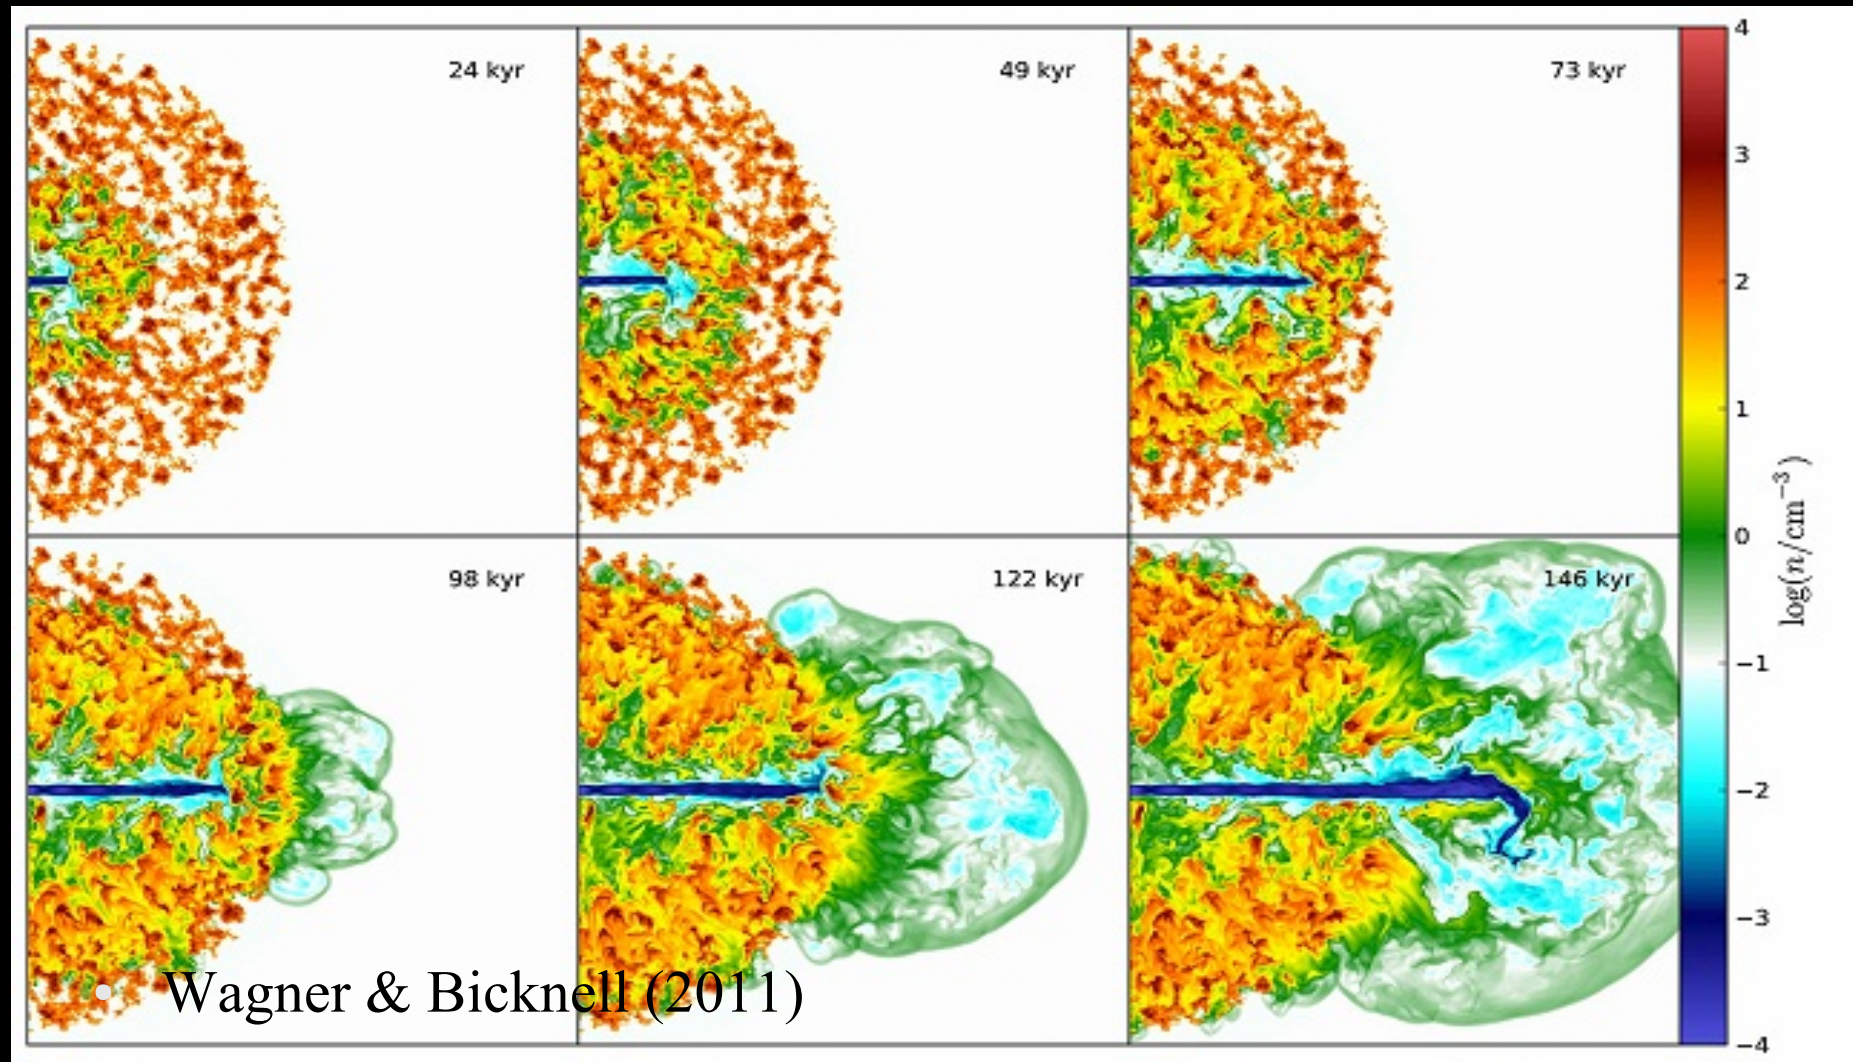 24 kyr
49 kyr
73 kyr
98 kyr
122 kyr
146 kyr
4
3
2
1
0
−1
−2
−3
−4
log(n/cm⁻³)
• Wagner & Bicknell (2011)